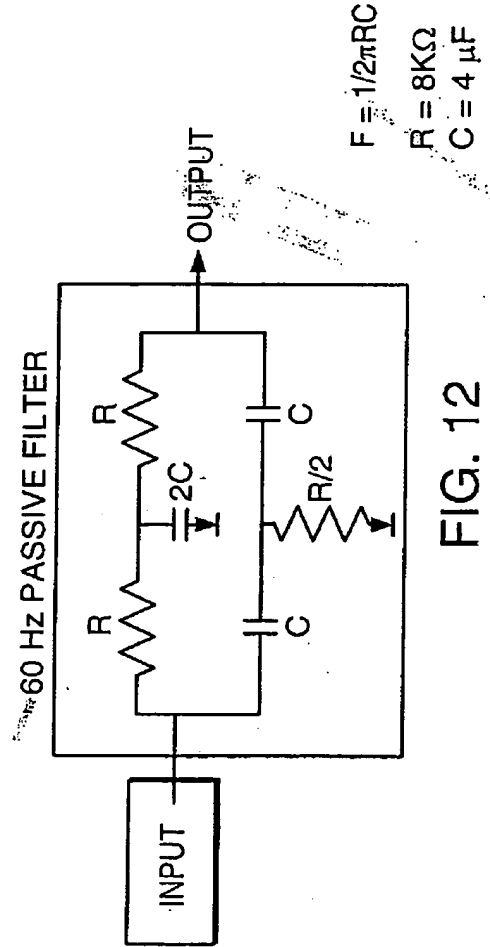 60 Hz PASSIVE FILTER
INPUT
R
R
2C
C
C
R/2
OUTPUT
F = 1/2πRC
R = 8KΩ
C = 4 μF
FIG. 12